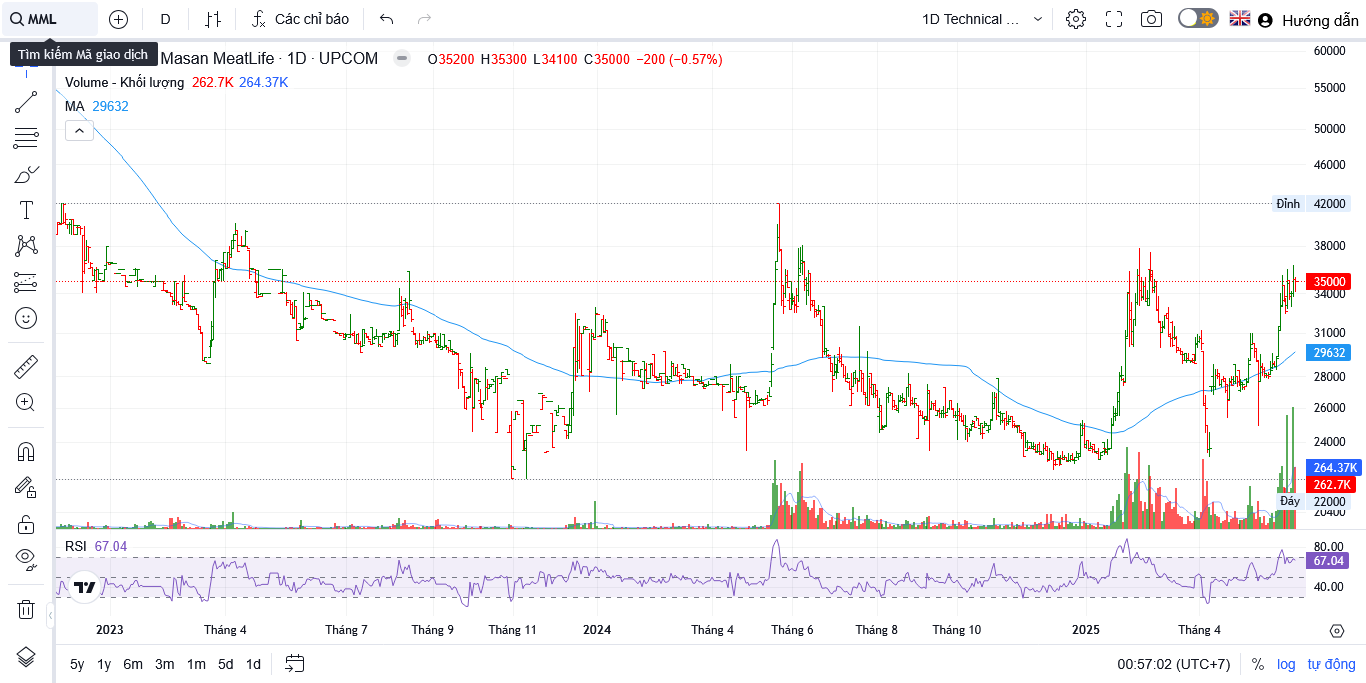 MML
D
Các chỉ báo
1D Technical ...
Hướng dẫn
Tìm kiếm Mã giao dịch
Masan MeatLife · 1D · UPCOM
O35200 H35300 L34100 C35000 −200 (−0.57%)
Volume - Khối lượng 262.7K 264.37K
MA 29632
60000
55000
50000
46000
Đỉnh 42000
38000
35000
34000
31000
29632
28000
26000
24000
264.37K
262.7K
Đáy 22000
20400
RSI 67.04
80.00
67.04
40.00
2023 Tháng 4 Tháng 7 Tháng 9 Tháng 11 2024 Tháng 4 Tháng 6 Tháng 8 Tháng 10 2025 Tháng 4
5y 1y 6m 3m 1m 5d 1d
00:57:02 (UTC+7) % log tự động